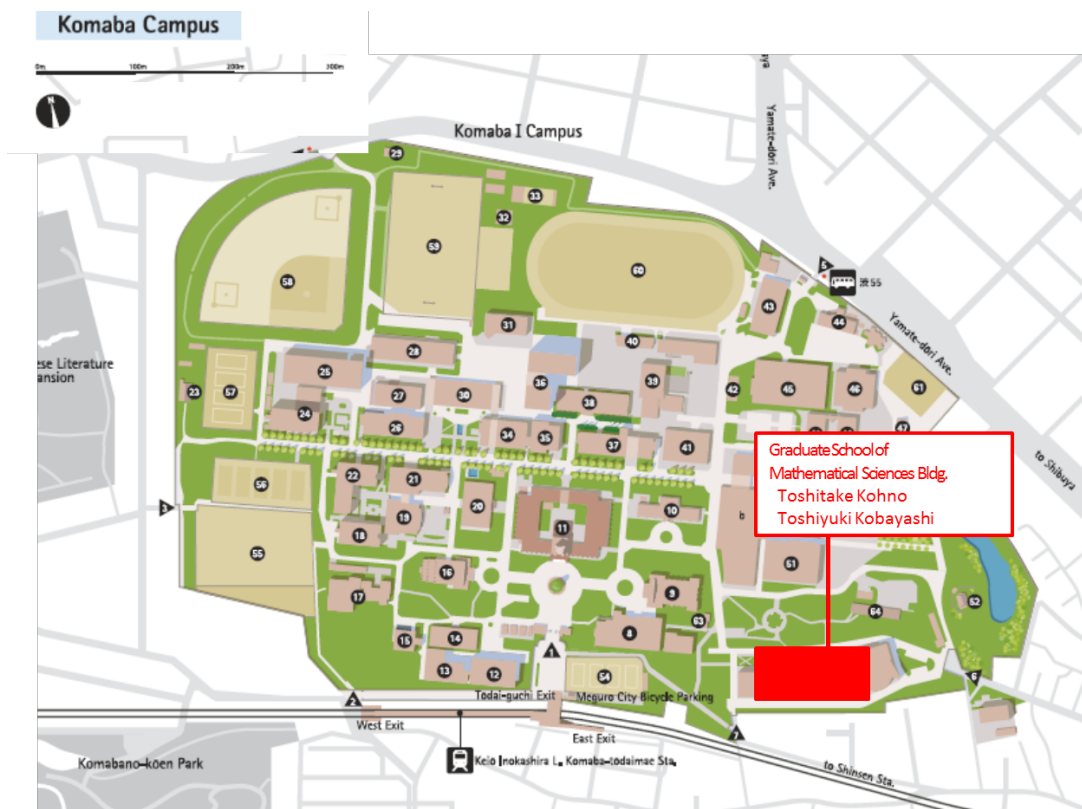 Komaba Campus
0m 100m 200m 300m
N
Komaba I Campus
Yamate-dori Ave.
29
33
32
59
60
58
5
渋55
43
44
Yamate-dori Ave.
31
40
28
25
36
39
61
ese Literature
ansion
23
57
27
30
38
42
45
46
24
26
34
35
37
41
47
to Shibuya
Graduate School of
Mathematical Sciences Bldg.
Toshitake Kohno
Toshiyuki Kobayashi
56
22
21
20
3
19
11
10
b
18
55
51
16
17
9
52
64
63
15
14
8
1
13
12
54
6
2
Todai-guchi Exit
Meguro City Bicycle Parking
West Exit
East Exit
7
Komabano-koen Park
Keio Inokashira L. Komaba-todaimae Sta.
to Shinsen Sta.